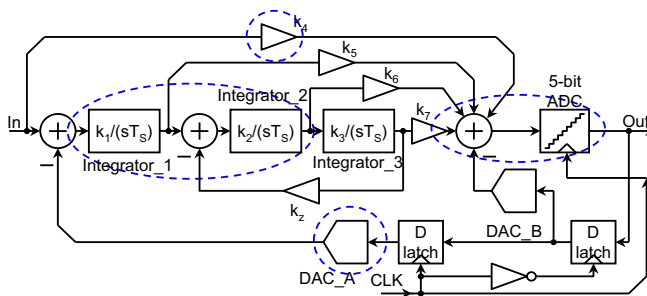 k4
k5
5-bit
ADC
Integrator_2
k6
In
k7
Out
k1/(sTS)
k2/(sTS)
k3/(sTS)
Integrator_1
Integrator_3
kz
D
latch
DAC_B
D
latch
DAC_A
CLK